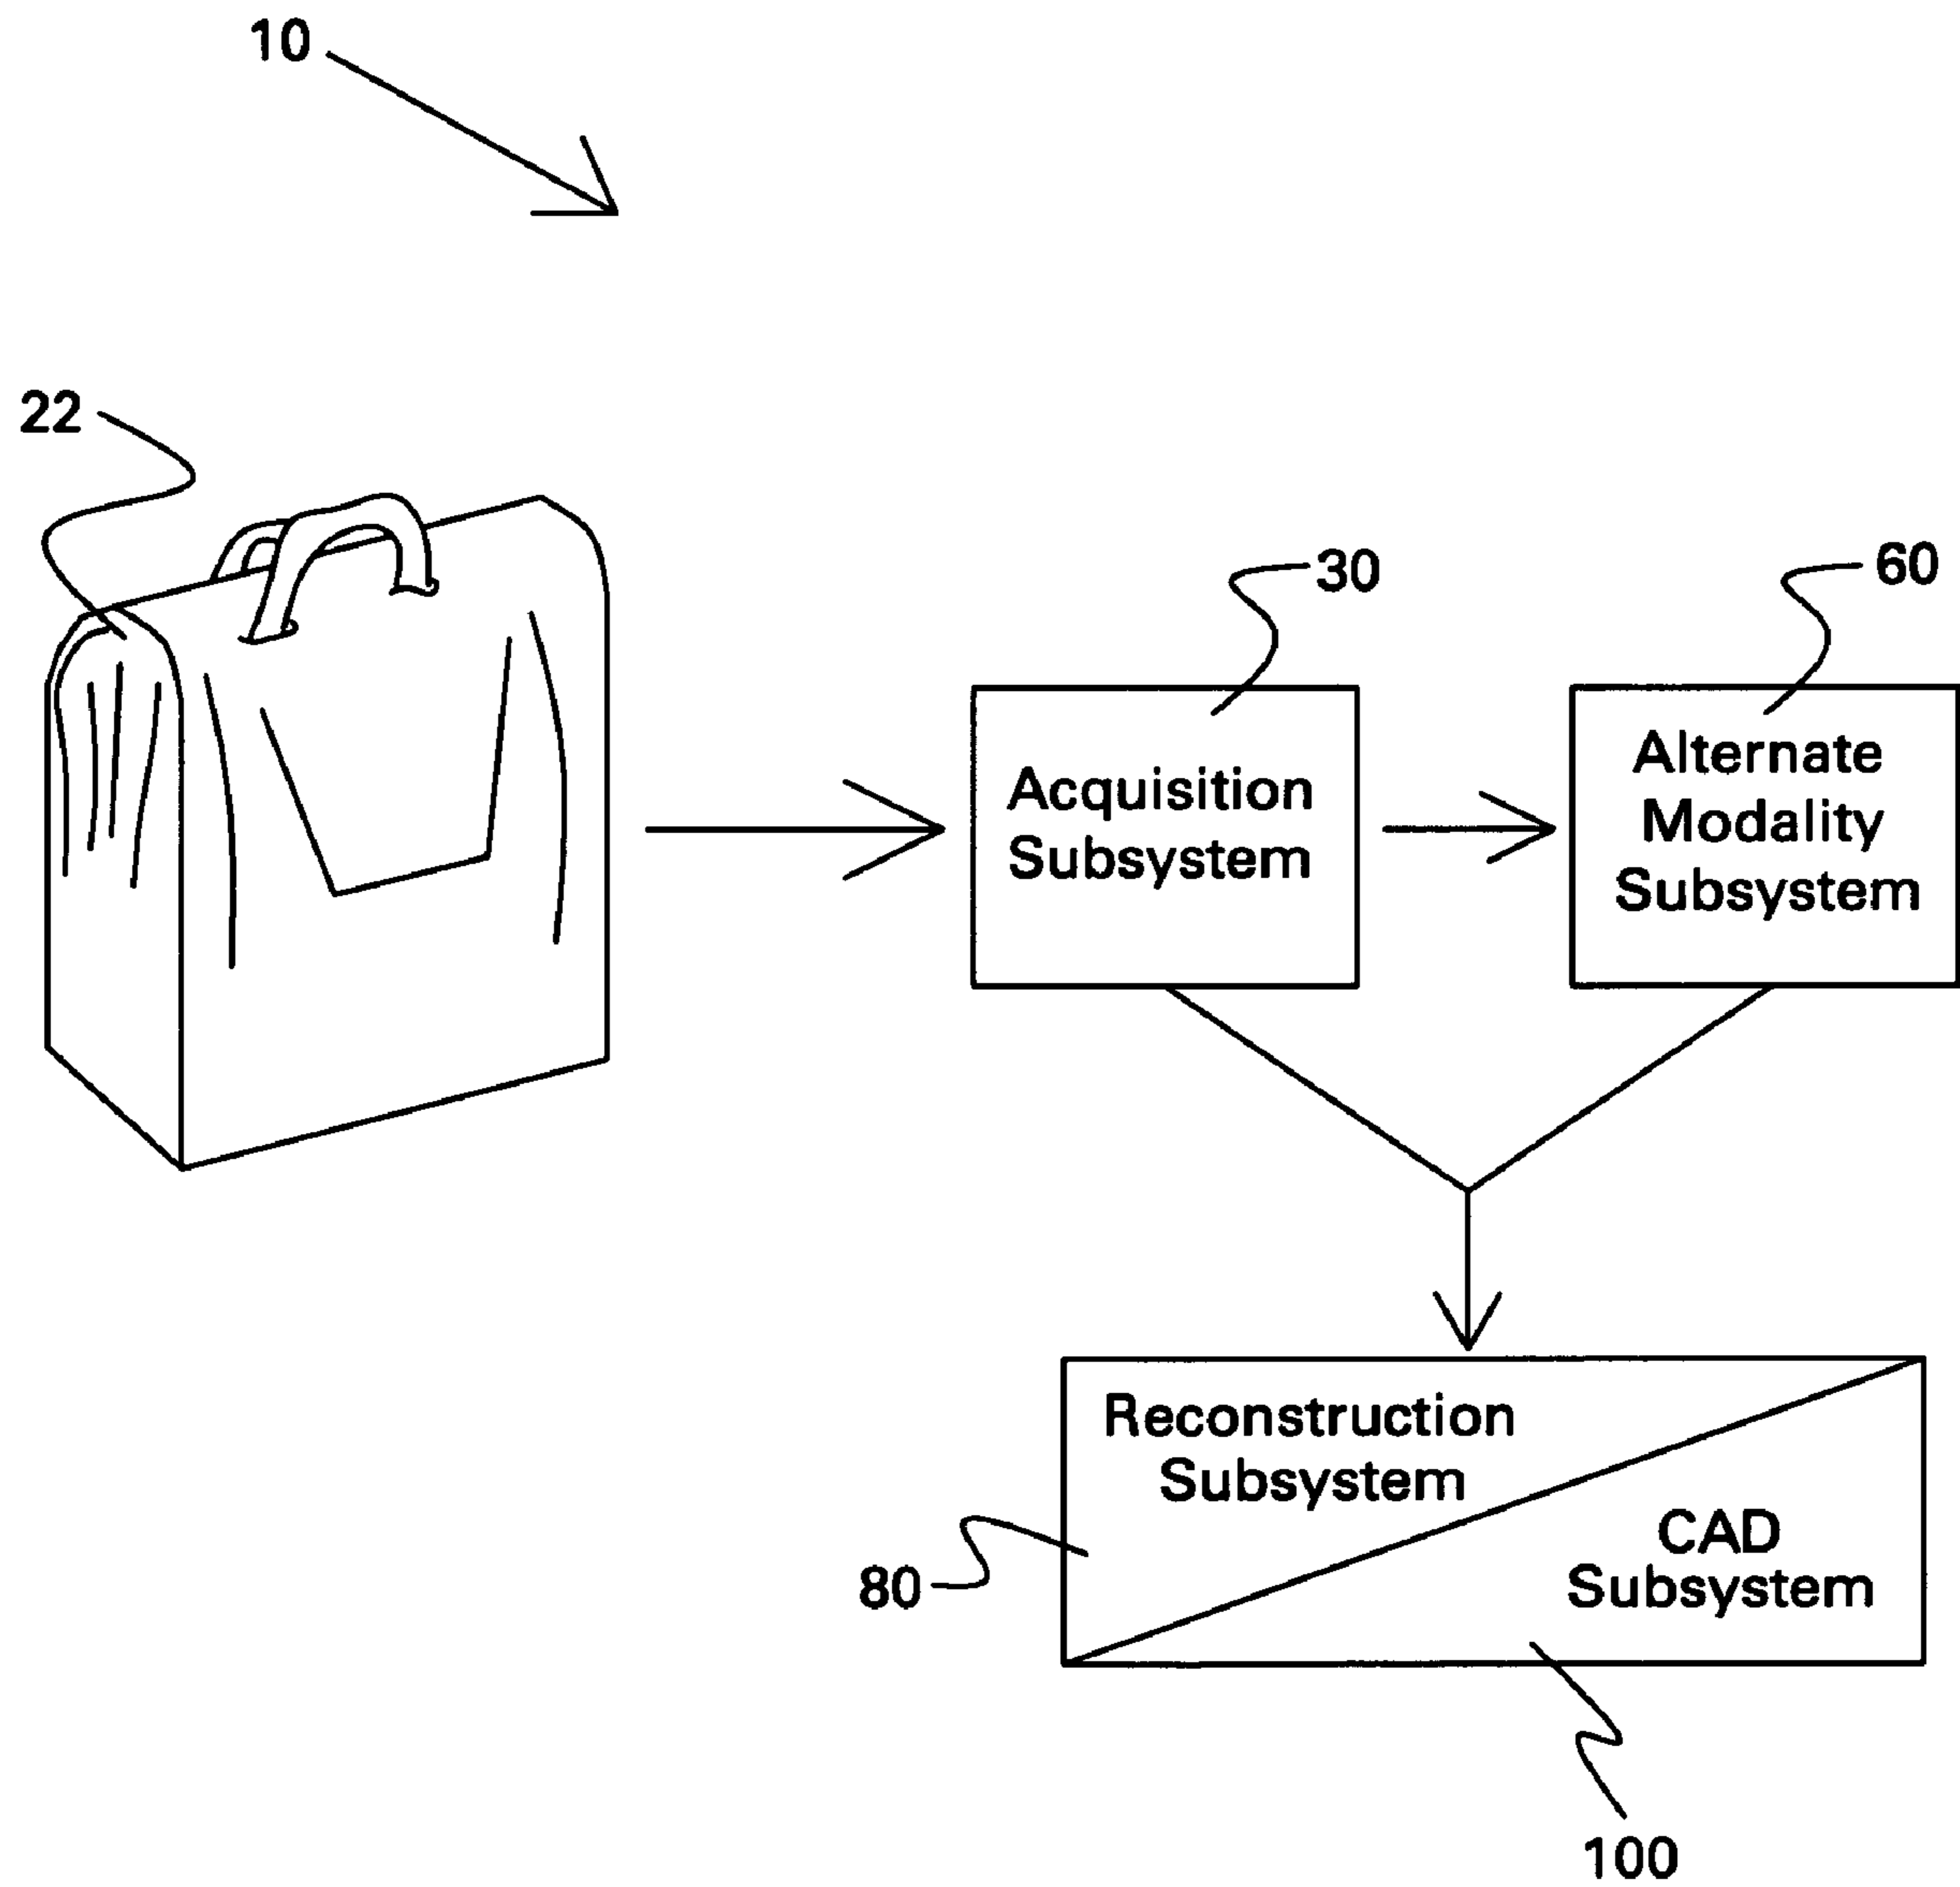 10
22
30
60
Acquisition
Subsystem
Alternate
Modality
Subsystem
Reconstruction
Subsystem
CAD
Subsystem
80
100